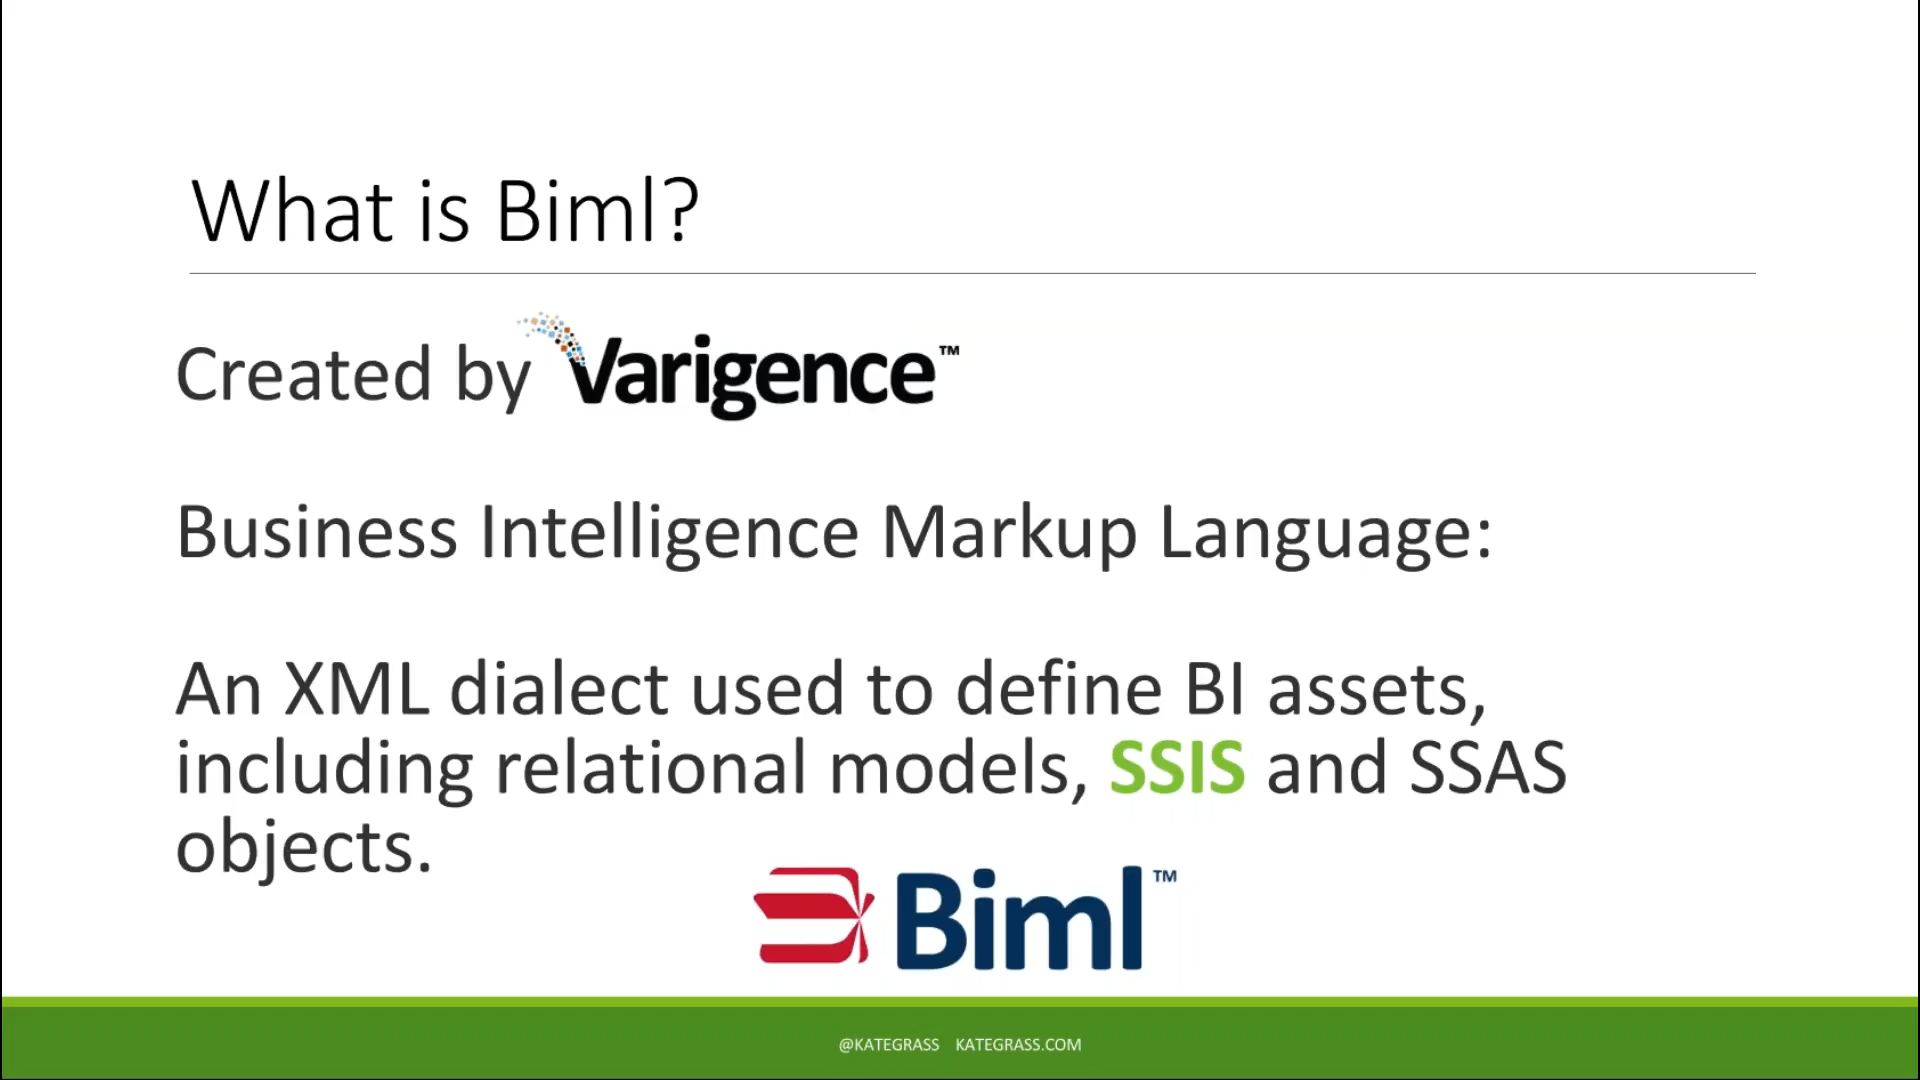 What is Biml?
Created by Varigence™
Business Intelligence Markup Language:
An XML dialect used to define BI assets,
including relational models, SSIS and SSAS
objects.
Biml™
@KATEGRASS KATEGRASS.COM